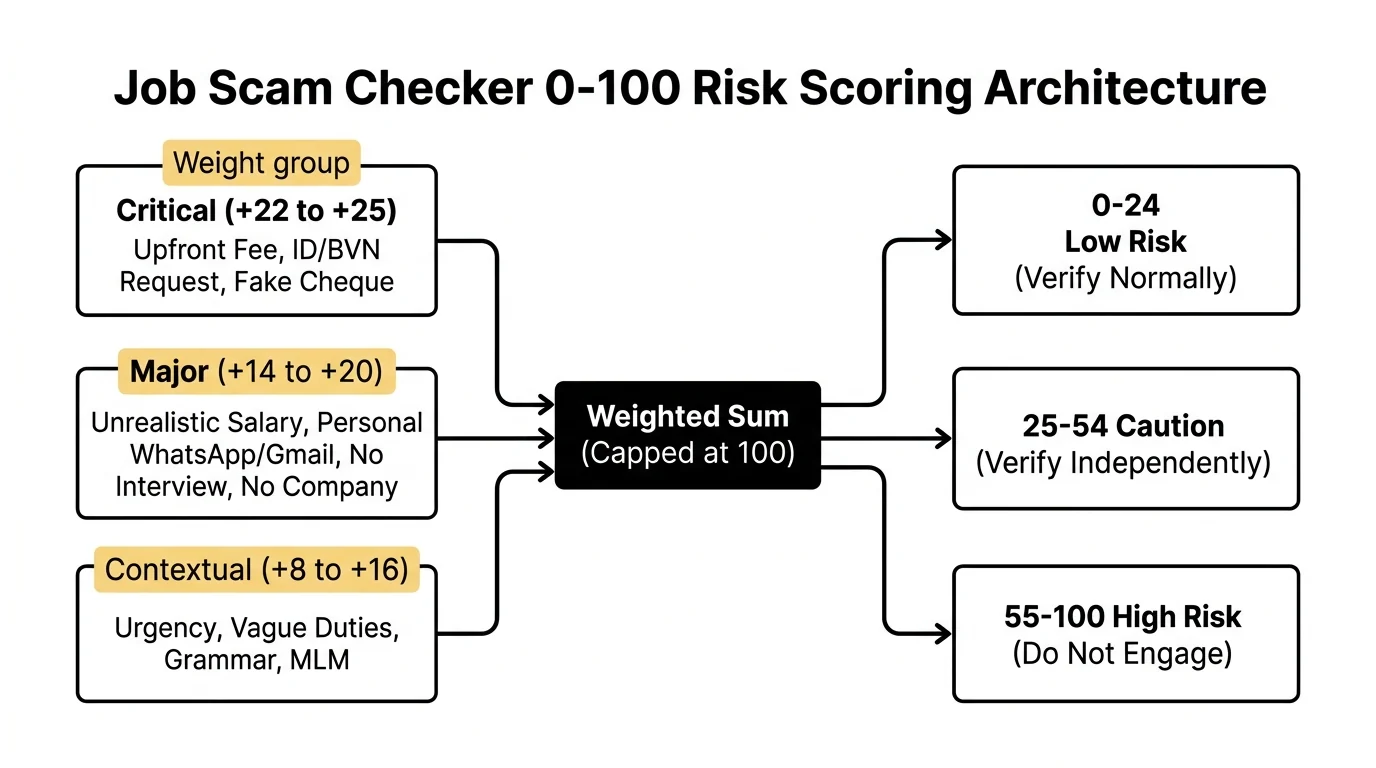 Job Scam Checker 0-100 Risk Scoring Architecture
Weight group
Critical (+22 to +25)
Upfront Fee, ID/BVN
Request, Fake Cheque
Major (+14 to +20)
Unrealistic Salary, Personal
WhatsApp/Gmail, No
Interview, No Company
Contextual (+8 to +16)
Urgency, Vague Duties,
Grammar, MLM
Weighted Sum
(Capped at 100)
0-24
Low Risk
(Verify Normally)
25-54 Caution
(Verify Independently)
55-100 High Risk
(Do Not Engage)